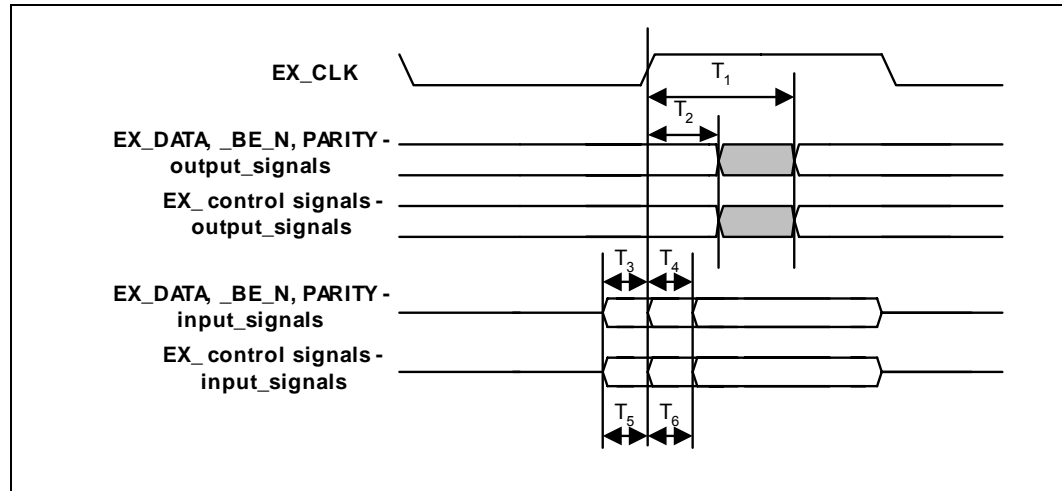 EX_CLK
T1
T2
EX_DATA, _BE_N, PARITY -
output_signals
EX_ control signals -
output_signals
T3
T4
EX_DATA, _BE_N, PARITY -
input_signals
EX_ control signals -
input_signals
T5
T6